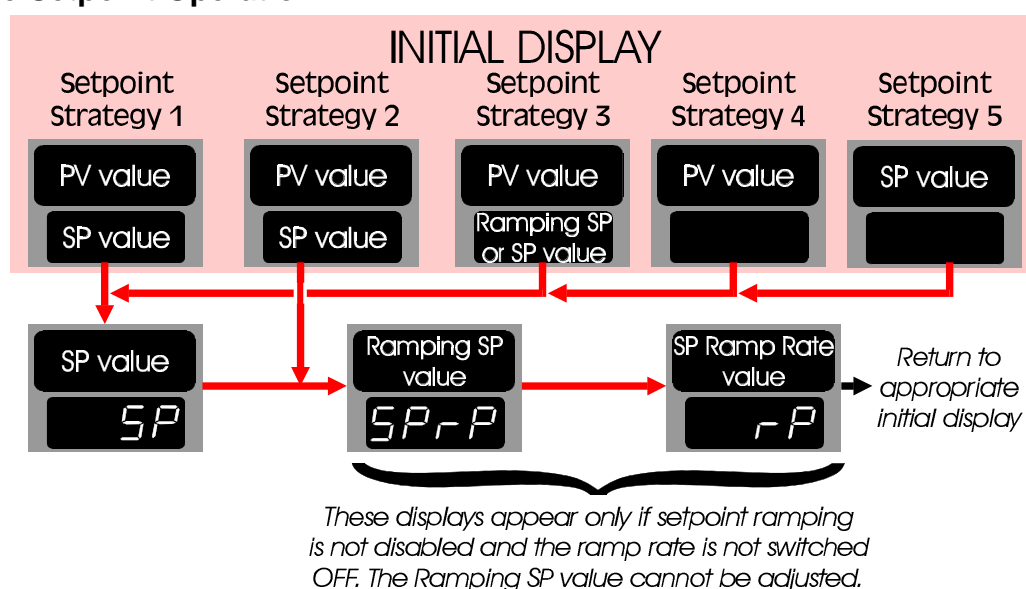 INITIAL DISPLAY
Setpoint Strategy 1
PV value
SP value
Setpoint Strategy 2
PV value
SP value
Setpoint Strategy 3
PV value
Ramping SP
or SP value
Setpoint Strategy 4
PV value
Setpoint Strategy 5
SP value
SP value
SP
Ramping SP
value
SPrP
SP Ramp Rate
value
rP
Return to
appropriate
initial display
These displays appear only if setpoint ramping
is not disabled and the ramp rate is not switched
OFF. The Ramping SP value cannot be adjusted.